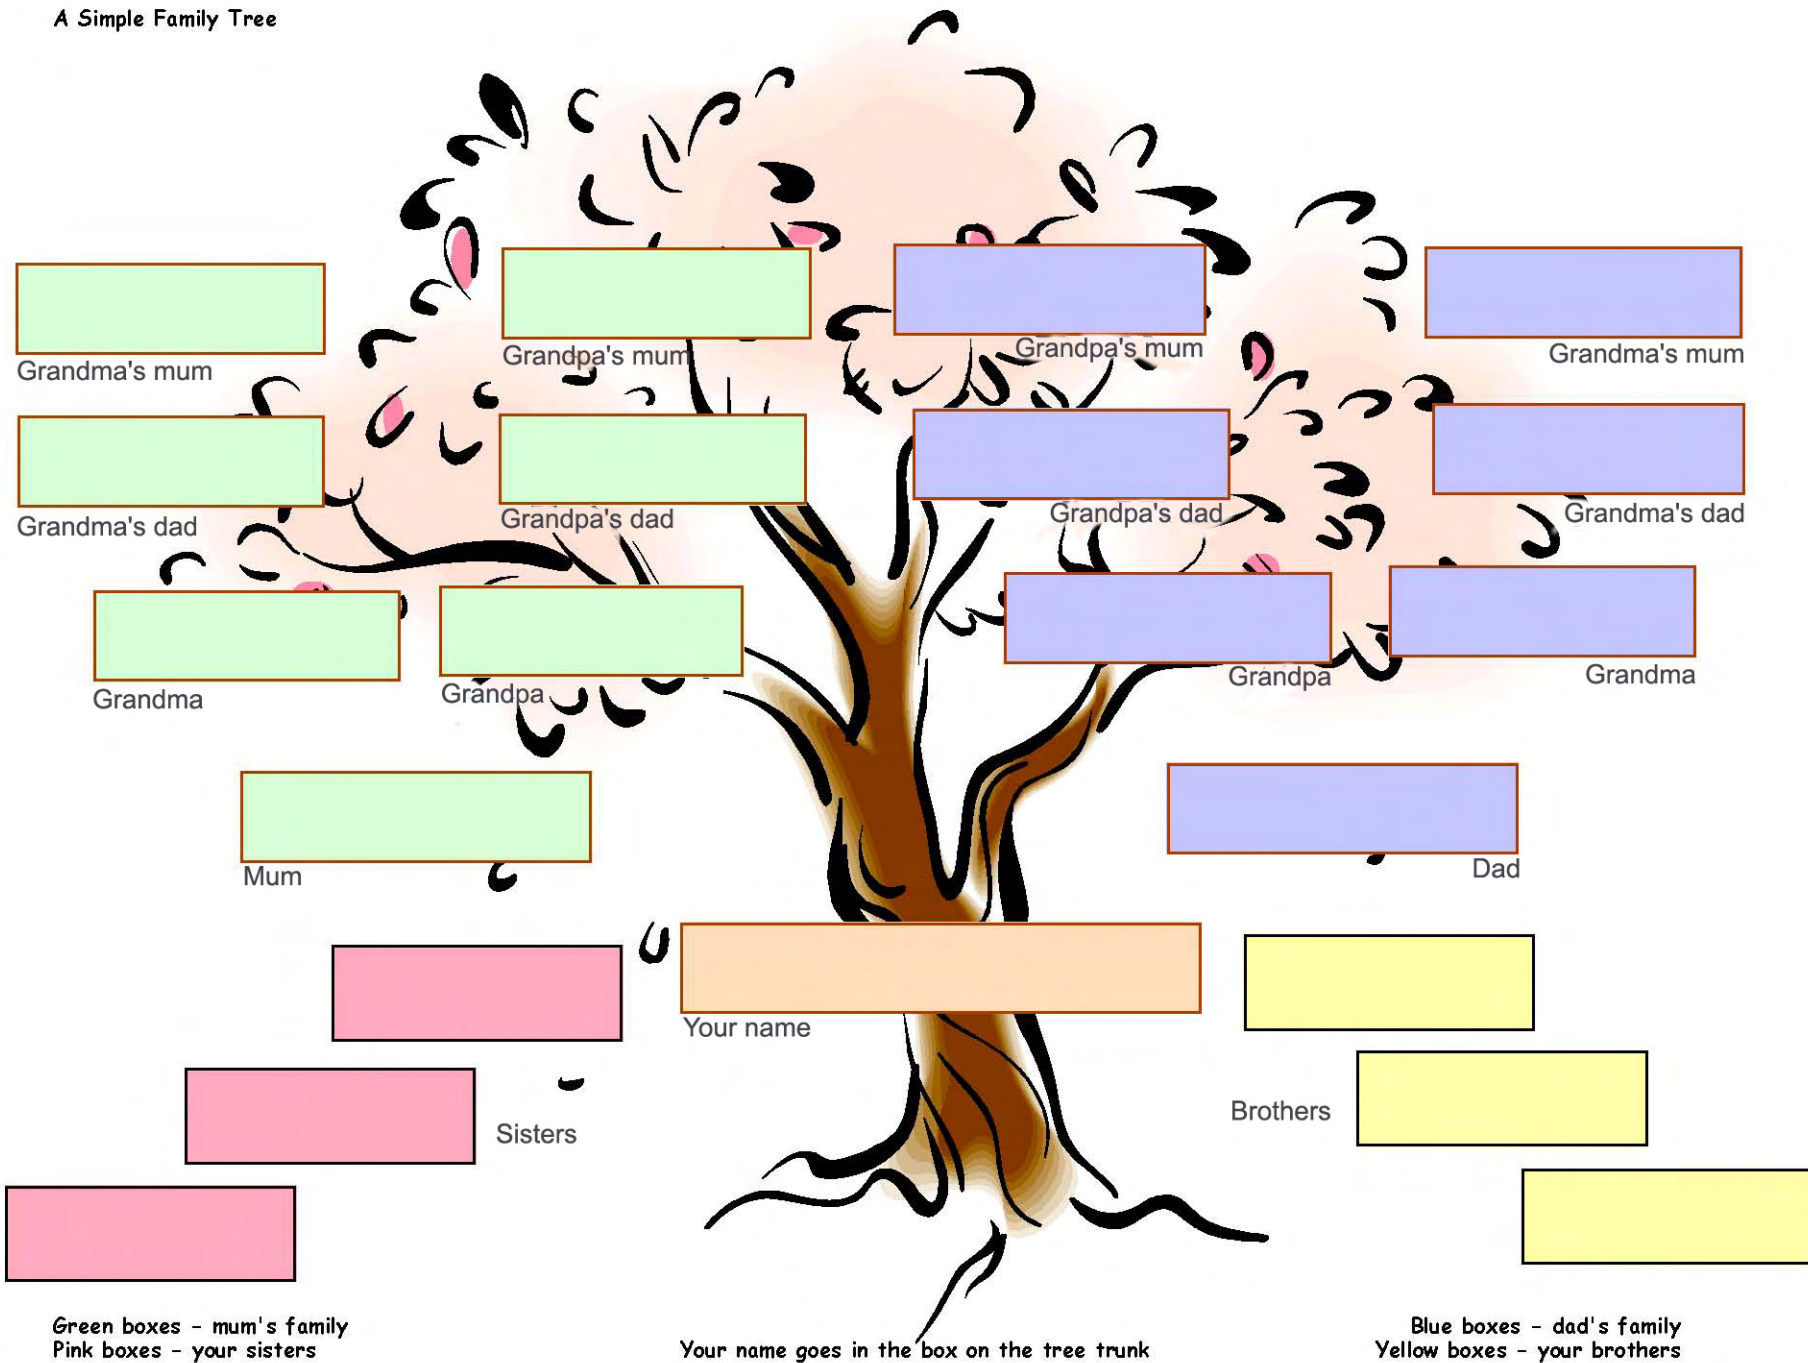 A Simple Family Tree
Grandma's mum
Grandpa's mum
Grandpa's mum
Grandma's mum
Grandma's dad
Grandpa's dad
Grandpa's dad
Grandma's dad
Grandma
Grandpa
Grandpa
Grandma
Mum
Dad
Your name
Sisters
Brothers
Green boxes - mum's family
Pink boxes - your sisters
Your name goes in the box on the tree trunk
Blue boxes - dad's family
Yellow boxes - your brothers